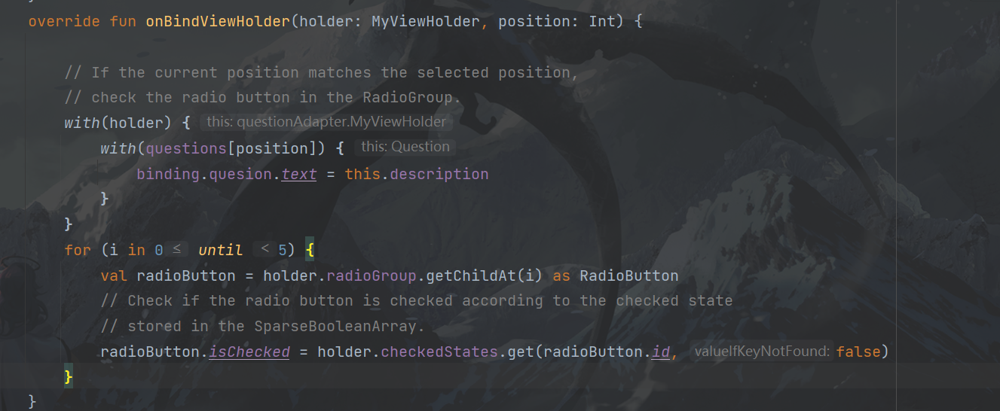 override fun onBindViewHolder(holder: MyViewHolder, position: Int) {
// If the current position matches the selected position,
// check the radio button in the RadioGroup.
with(holder) { this: questionAdapter.MyViewHolder
with(questions[position]) { this: Question
binding.quesion.text = this.description
}
}
for (i in 0 ≤ until < 5) {
val radioButton = holder.radioGroup.getChildAt(i) as RadioButton
// Check if the radio button is checked according to the checked state
// stored in the SparseBooleanArray.
radioButton.isChecked = holder.checkedStates.get(radioButton.id, valueIfKeyNotFound: false)
}
}